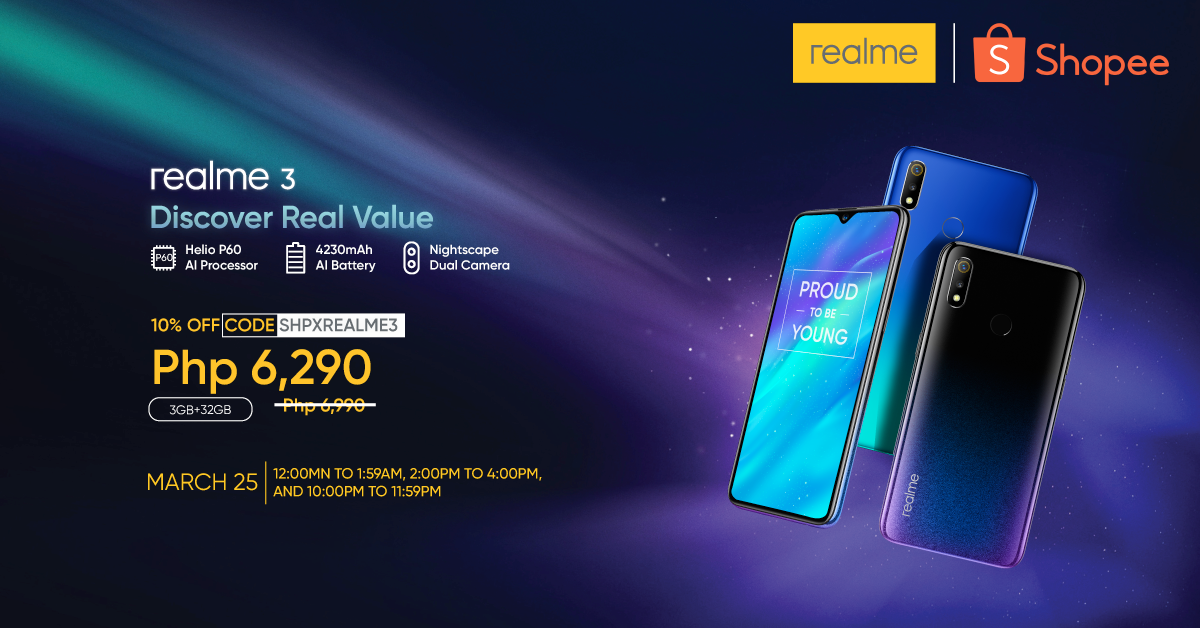 realme
Shopee
realme 3
Discover Real Value
P60
Helio P60
AI Processor
4230mAh
AI Battery
Nightscape
Dual Camera
10% OFF CODE SHPXREALME3
Php 6,290
3GB+32GB
Php 6,990
MARCH 25
12:00MN TO 1:59AM, 2:00PM TO 4:00PM,
AND 10:00PM TO 11:59PM
PROUD
TO BE
YOUNG
realme